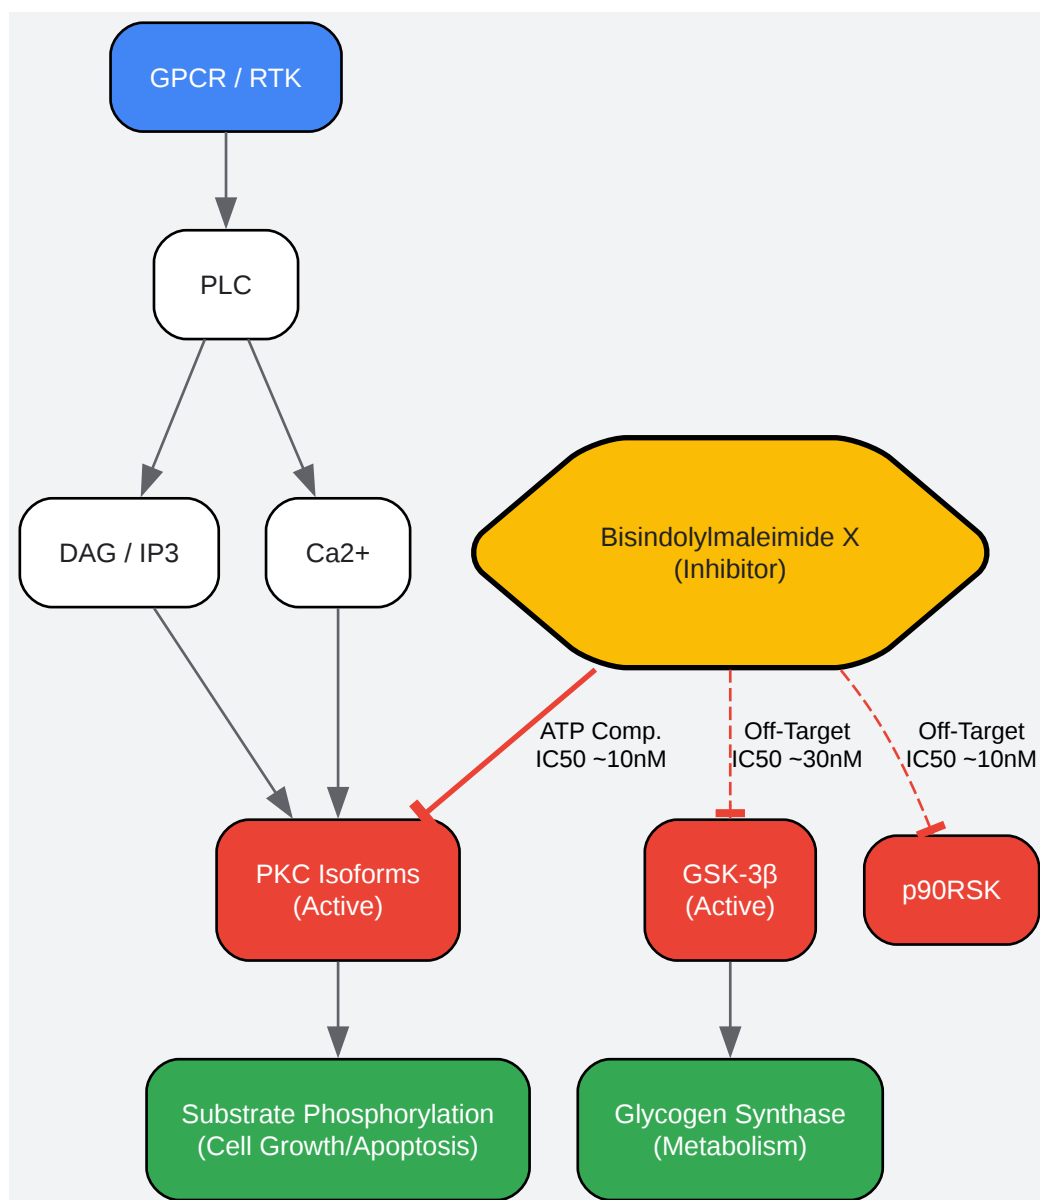 GPCR / RTK
PLC
DAG / IP3
Ca2+
Bisindolylmaleimide X
(Inhibitor)
ATP Comp.
IC50 ~10nM
Off-Target
IC50 ~30nM
Off-Target
IC50 ~10nM
PKC Isoforms
(Active)
GSK-3β
(Active)
p90RSK
Substrate Phosphorylation
(Cell Growth/Apoptosis)
Glycogen Synthase
(Metabolism)